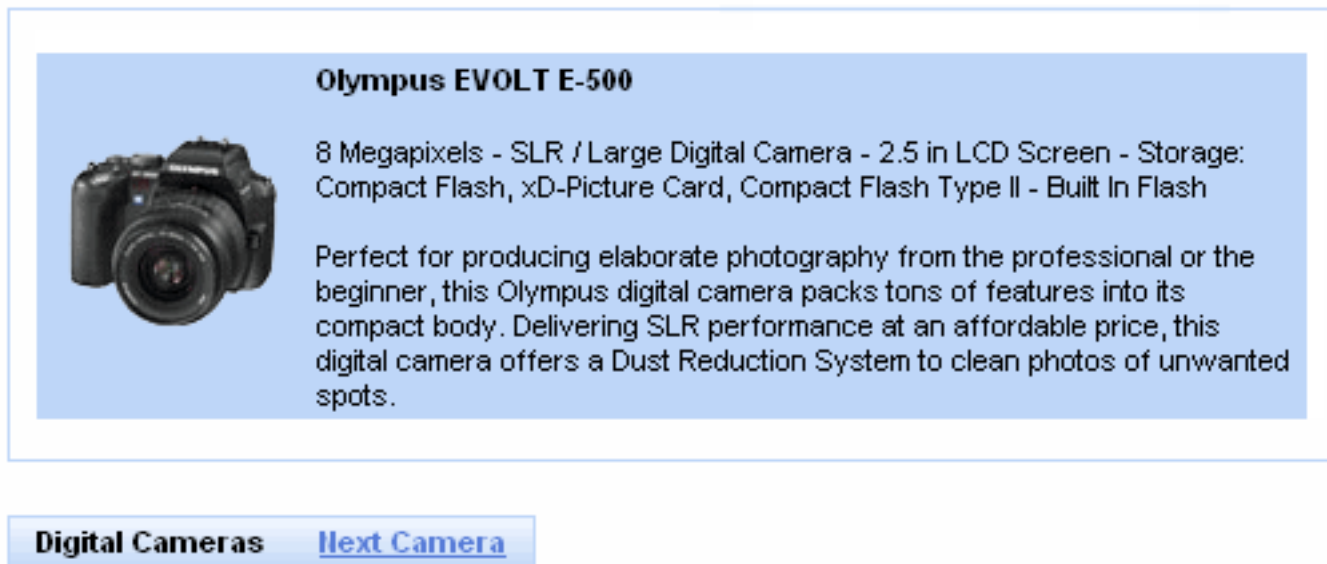 Olympus EVOLT E-500
8 Megapixels - SLR / Large Digital Camera - 2.5 in LCD Screen - Storage:
Compact Flash, xD-Picture Card, Compact Flash Type II - Built In Flash
Perfect for producing elaborate photography from the professional or the
beginner, this Olympus digital camera packs tons of features into its
compact body. Delivering SLR performance at an affordable price, this
digital camera offers a Dust Reduction System to clean photos of unwanted
spots.
OLYMPUS
Digital Cameras Next Camera